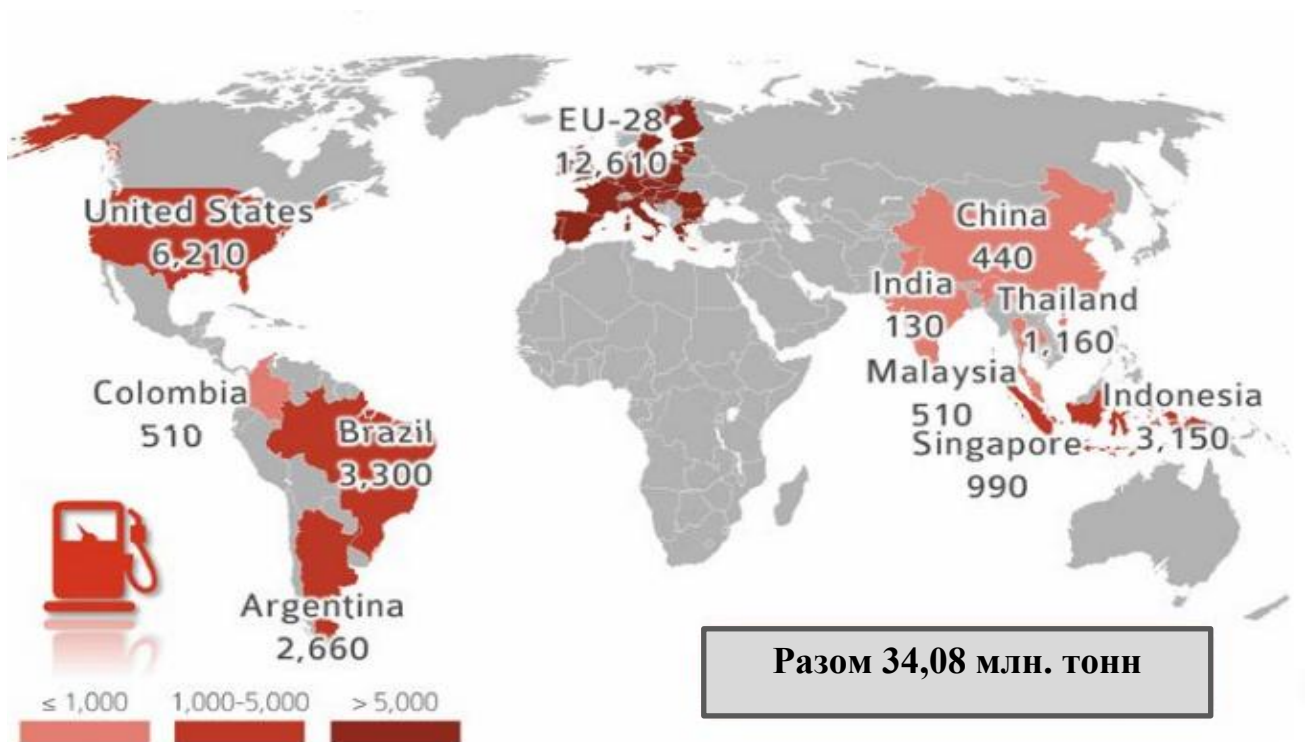 EU-28
12,610
United States
6,210
China
440
India
130
Thailand
1,160
Malaysia
510
Indonesia
3,150
Singapore
990
Colombia
510
Brazil
3,300
Argentina
2,660
Разом 34,08 млн. тонн
≤ 1,000 1,000-5,000 > 5,000